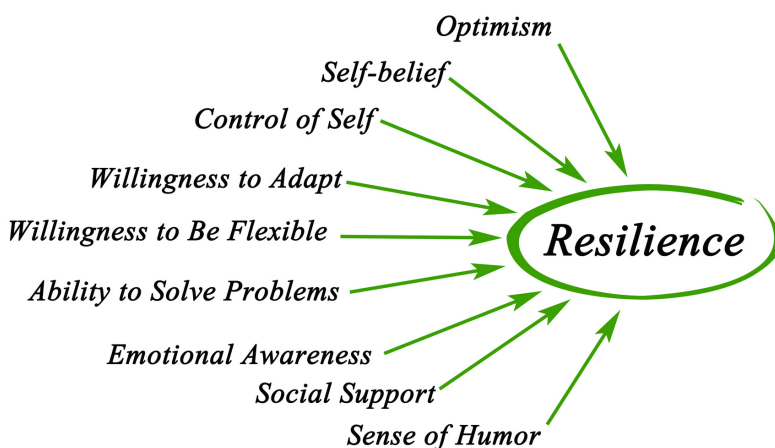 Optimism
Self-belief
Control of Self
Willingness to Adapt
Willingness to Be Flexible
Resilience
Ability to Solve Problems
Emotional Awareness
Social Support
Sense of Humor